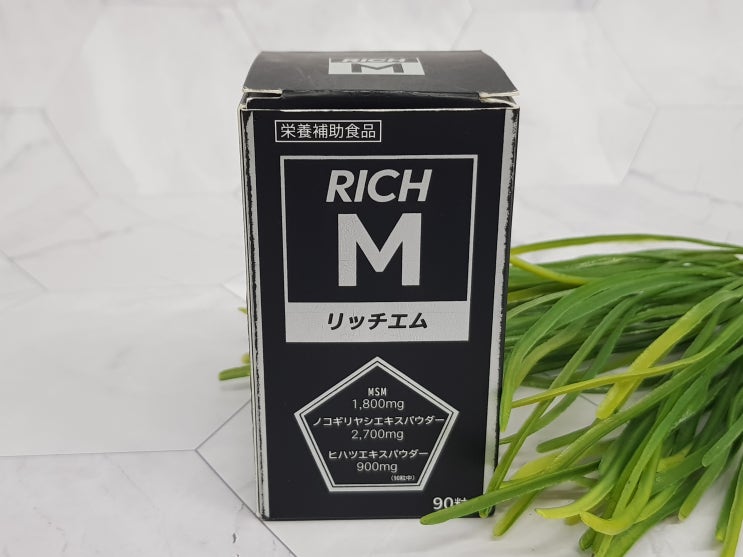 RICH
M
栄養補助食品
RICH
M
リッチエム
MSM
1,800mg
ノコギリヤシエキスパウダー
2,700mg
ヒハツエキスパウダー
900mg
(90粒中)
90粒